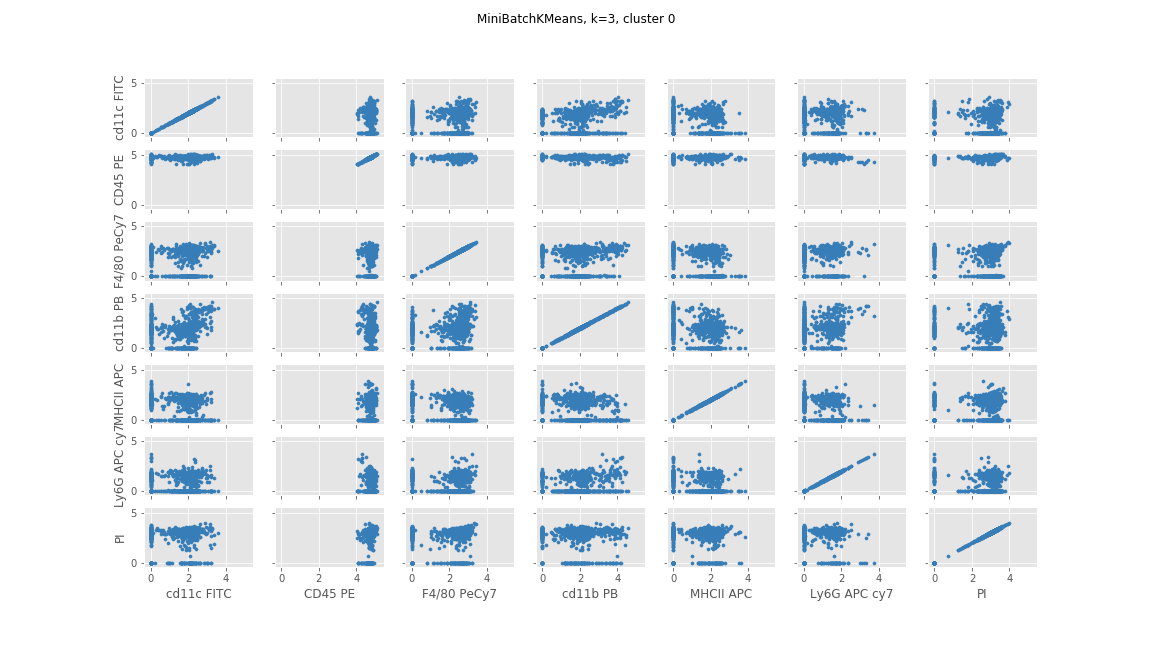 MiniBatchKMeans, k=3, cluster 0
5
0
cd11c FITC
5
0
CD45 PE
5
0
F4/80 PeCy7
5
0
cd11b PB
5
0
MHCII APC
5
0
Ly6G APC cy7
5
0
PI
0 2 4
0 2 4
0 2 4
0 2 4
0 2 4
0 2 4
0 2 4
cd11c FITC
CD45 PE
F4/80 PeCy7
cd11b PB
MHCII APC
Ly6G APC cy7
PI